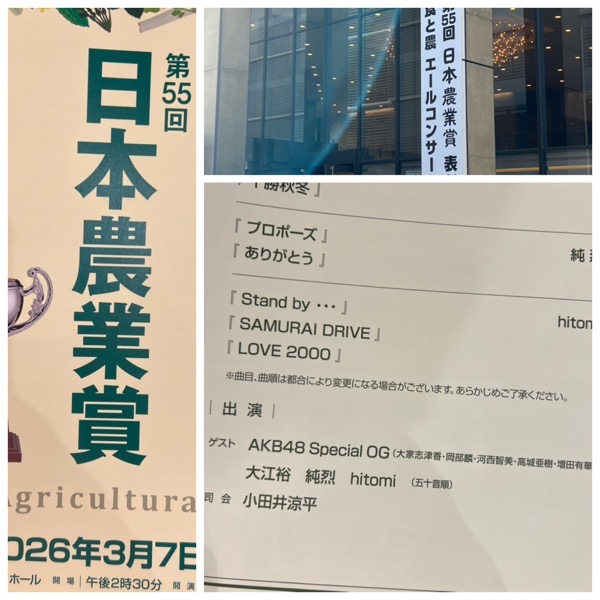 第55回
日本農業賞
Agricultura
2026年3月7日
ホール 開場 午後2時30分 開演
第55回 日本農業賞 表
食と農 エールコンサー
『プロポーズ』
『ありがとう』
純烈
『Stand by ･･･』
『SAMURAI DRIVE』
『LOVE 2000』
hitom
※曲目、曲順は都合により変更になる場合がございます。あらかじめご了承ください。
出 演
ゲスト AKB48 Special OG(大家志津香・岡部麟・河西智美・高城亜樹・増田有華
大江裕 純烈 hitomi (五十音順)
司 会 小田井涼平